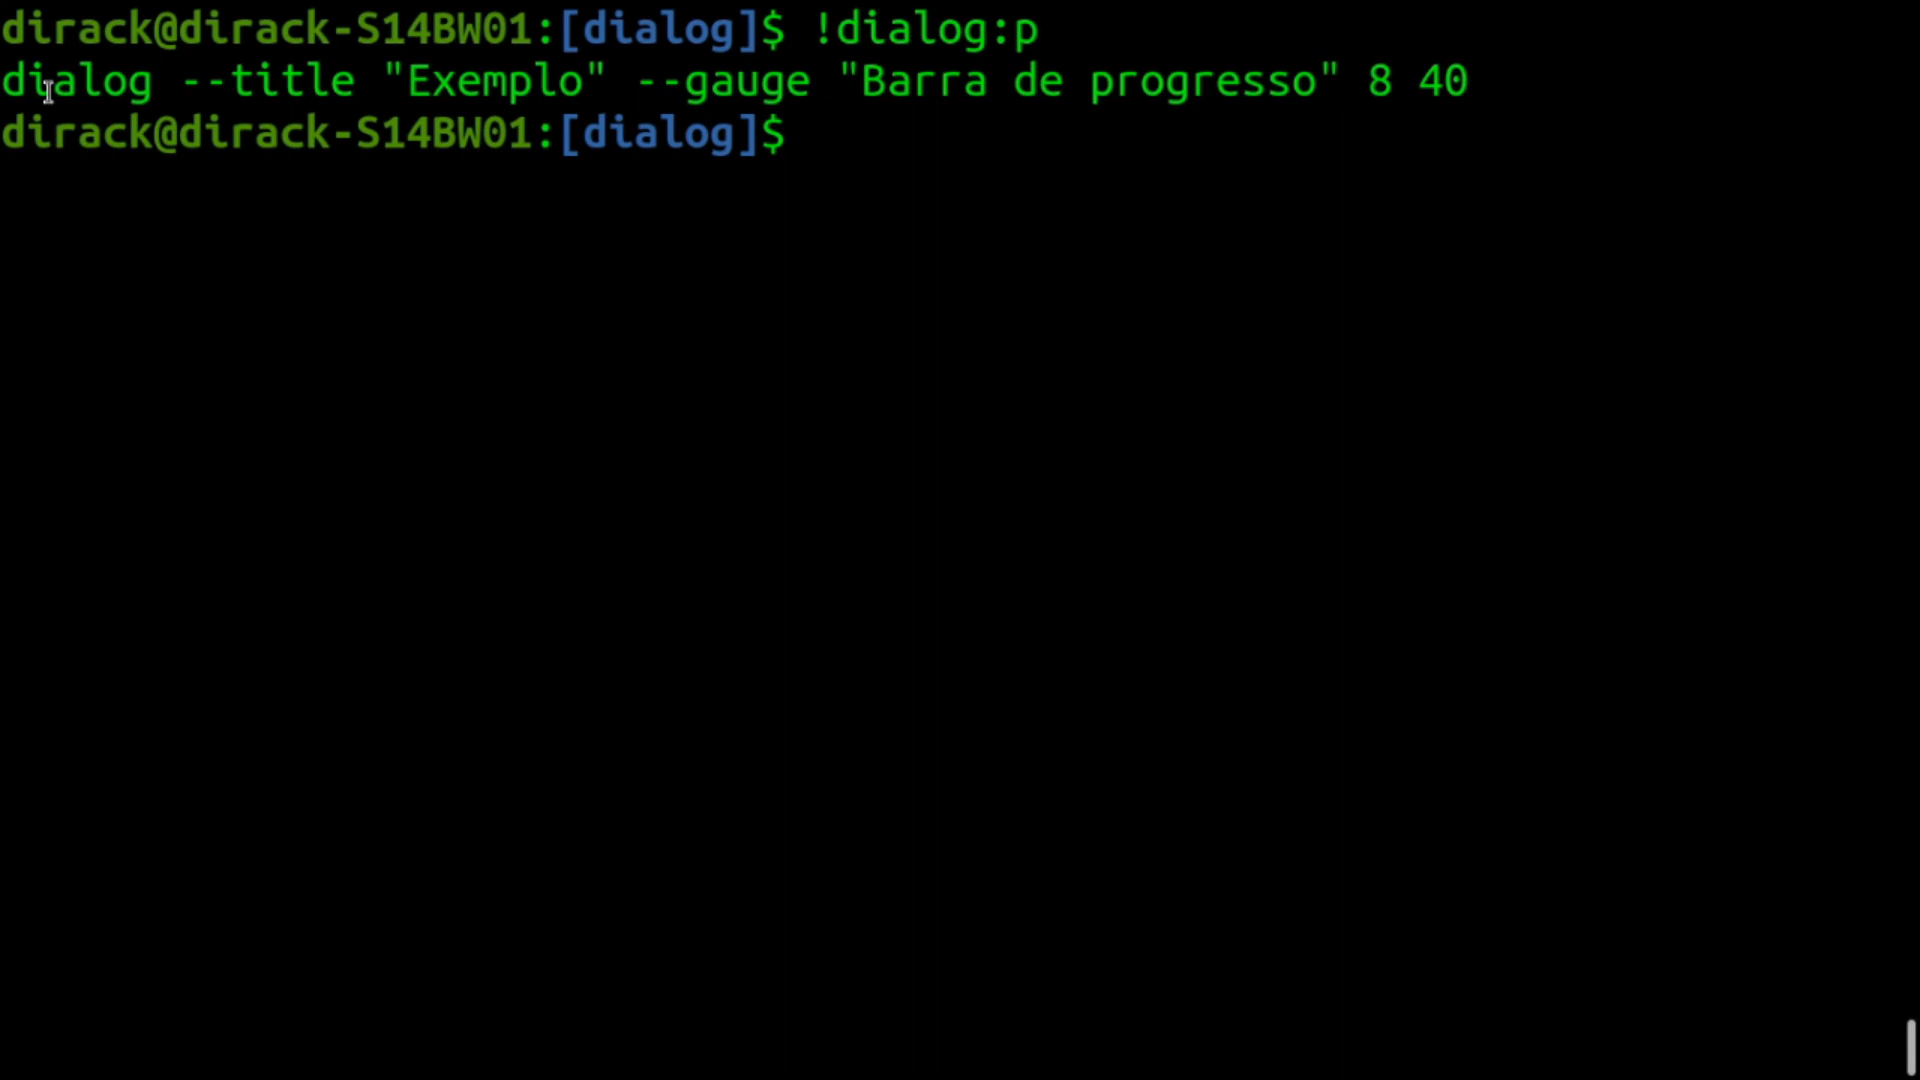 dirack@dirack-S14BW01:[dialog]$ !dialog:p
dialog --title "Exemplo" --gauge "Barra de progresso" 8 40
dirack@dirack-S14BW01:[dialog]$